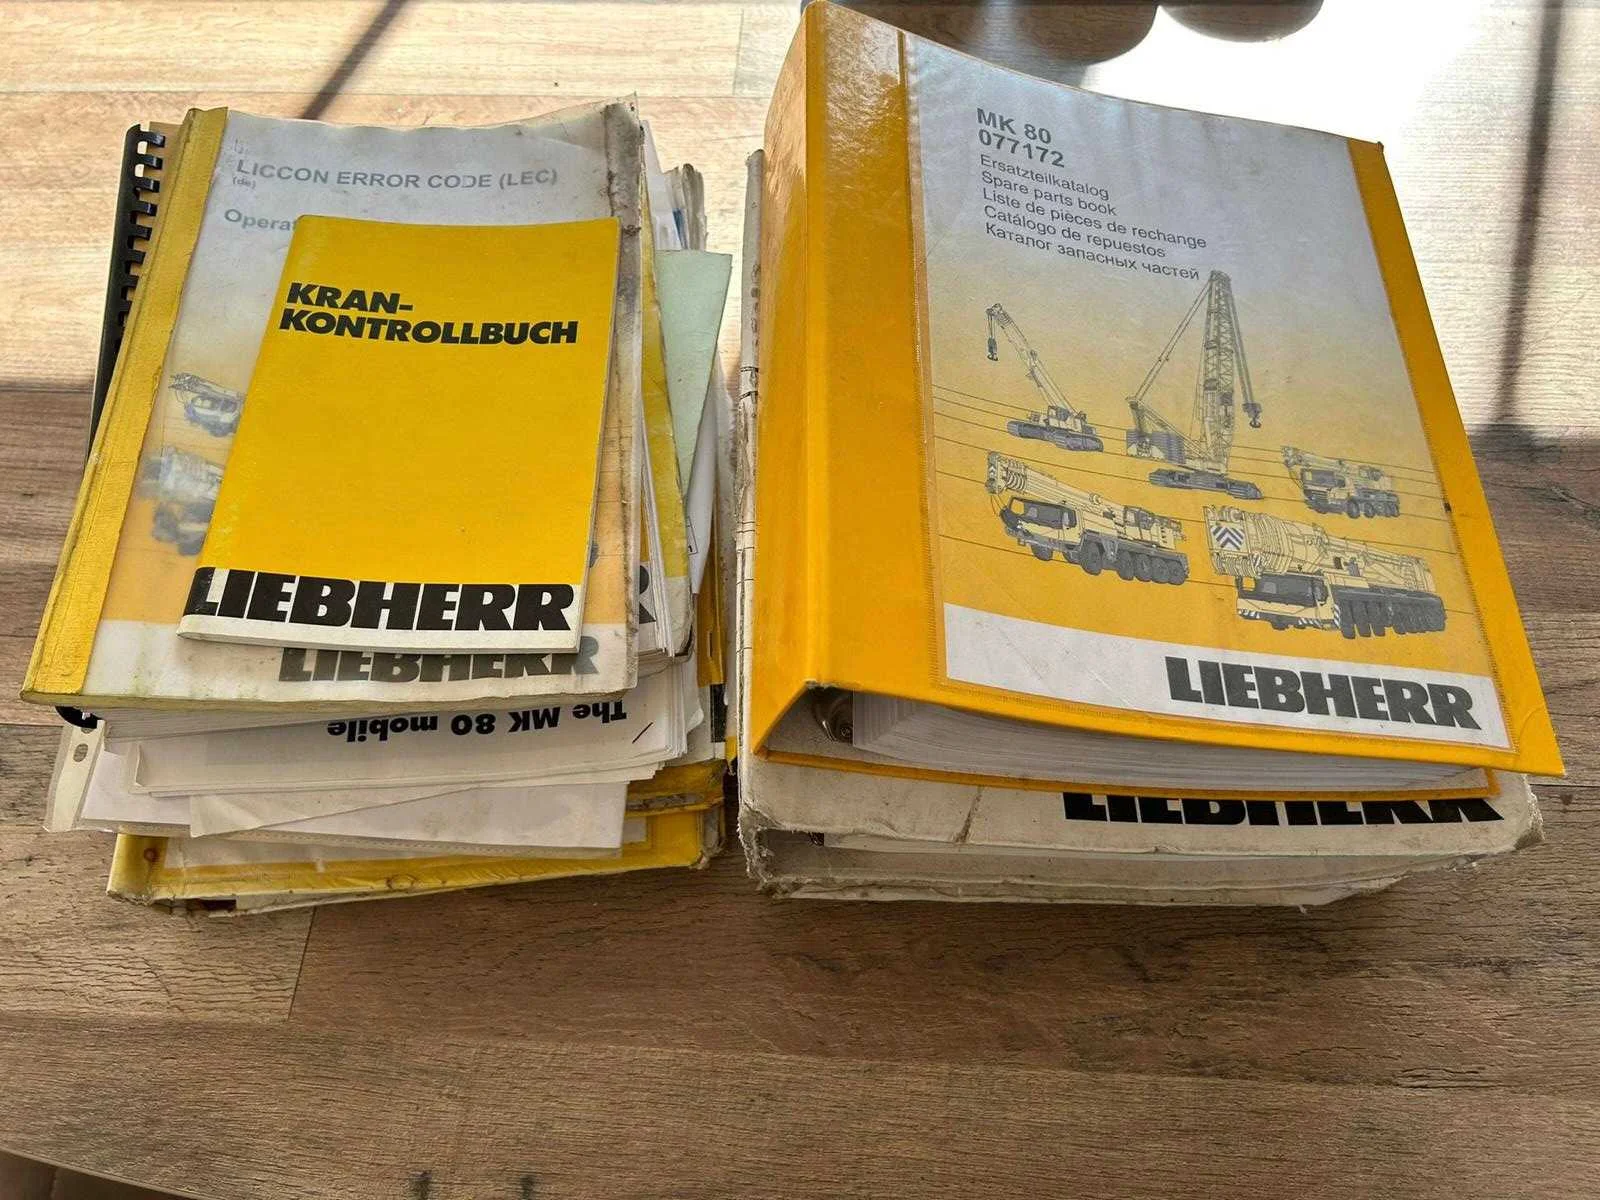 LICCON ERROR CODE (LEC)
(de)
KRAN-
KONTROLLBUCH
LIEBHERR
LIEBHERR
The MK 80 mobile
MK 80
077172
Ersatzteilkatalog
Spare parts book
Liste de pièces de rechange
Catálogo de repuestos
Каталог запасных частей
LIEBHERR
LIEBHERR